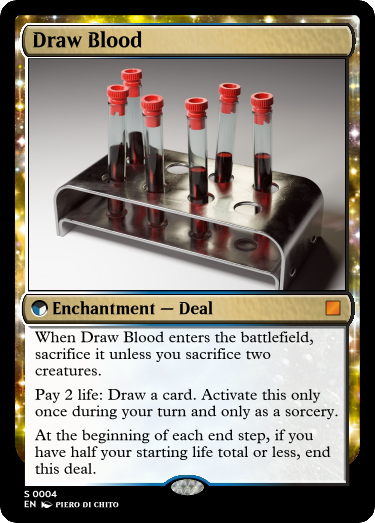 Draw Blood
Enchantment — Deal
When Draw Blood enters the battlefield,
sacrifice it unless you sacrifice two
creatures.
Pay 2 life: Draw a card. Activate this only
once during your turn and only as a sorcery.
At the beginning of each end step, if you
have half your starting life total or less, end
this deal.
S 0004
EN PIERO DI CHITO